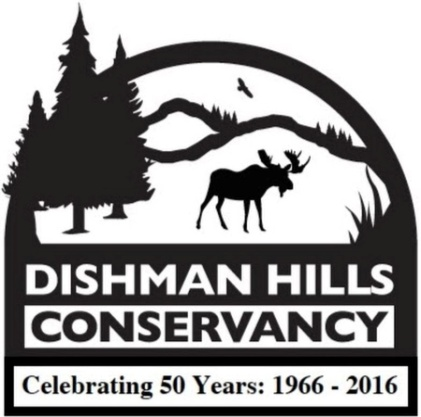 DISHMAN HILLS
CONSERVANCY
Celebrating 50 Years: 1966 - 2016